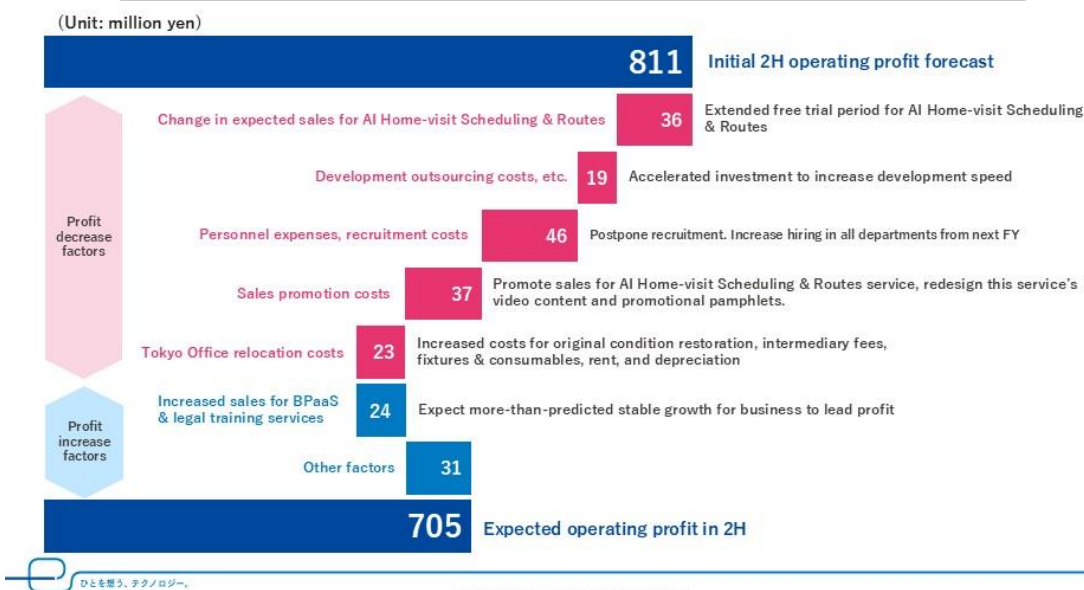 (Unit: million yen)
811
Initial 2H operating profit forecast
Profit
decrease
factors
Change in expected sales for AI Home-visit Scheduling & Routes
36
Extended free trial period for AI Home-visit Scheduling
& Routes
Development outsourcing costs, etc.
19
Accelerated investment to increase development speed
Personnel expenses, recruitment costs
46
Postpone recruitment. Increase hiring in all departments from next FY
Sales promotion costs
37
Promote sales for AI Home-visit Scheduling & Routes service, redesign this service's
video content and promotional pamphlets.
Tokyo Office relocation costs
23
Increased costs for original condition restoration, intermediary fees,
fixtures & consumables, rent, and depreciation
Profit
increase
factors
Increased sales for BPaaS
& legal training services
24
Expect more-than-predicted stable growth for business to lead profit
Other factors
31
705
Expected operating profit in 2H
ひとを想う、テクノロジー。